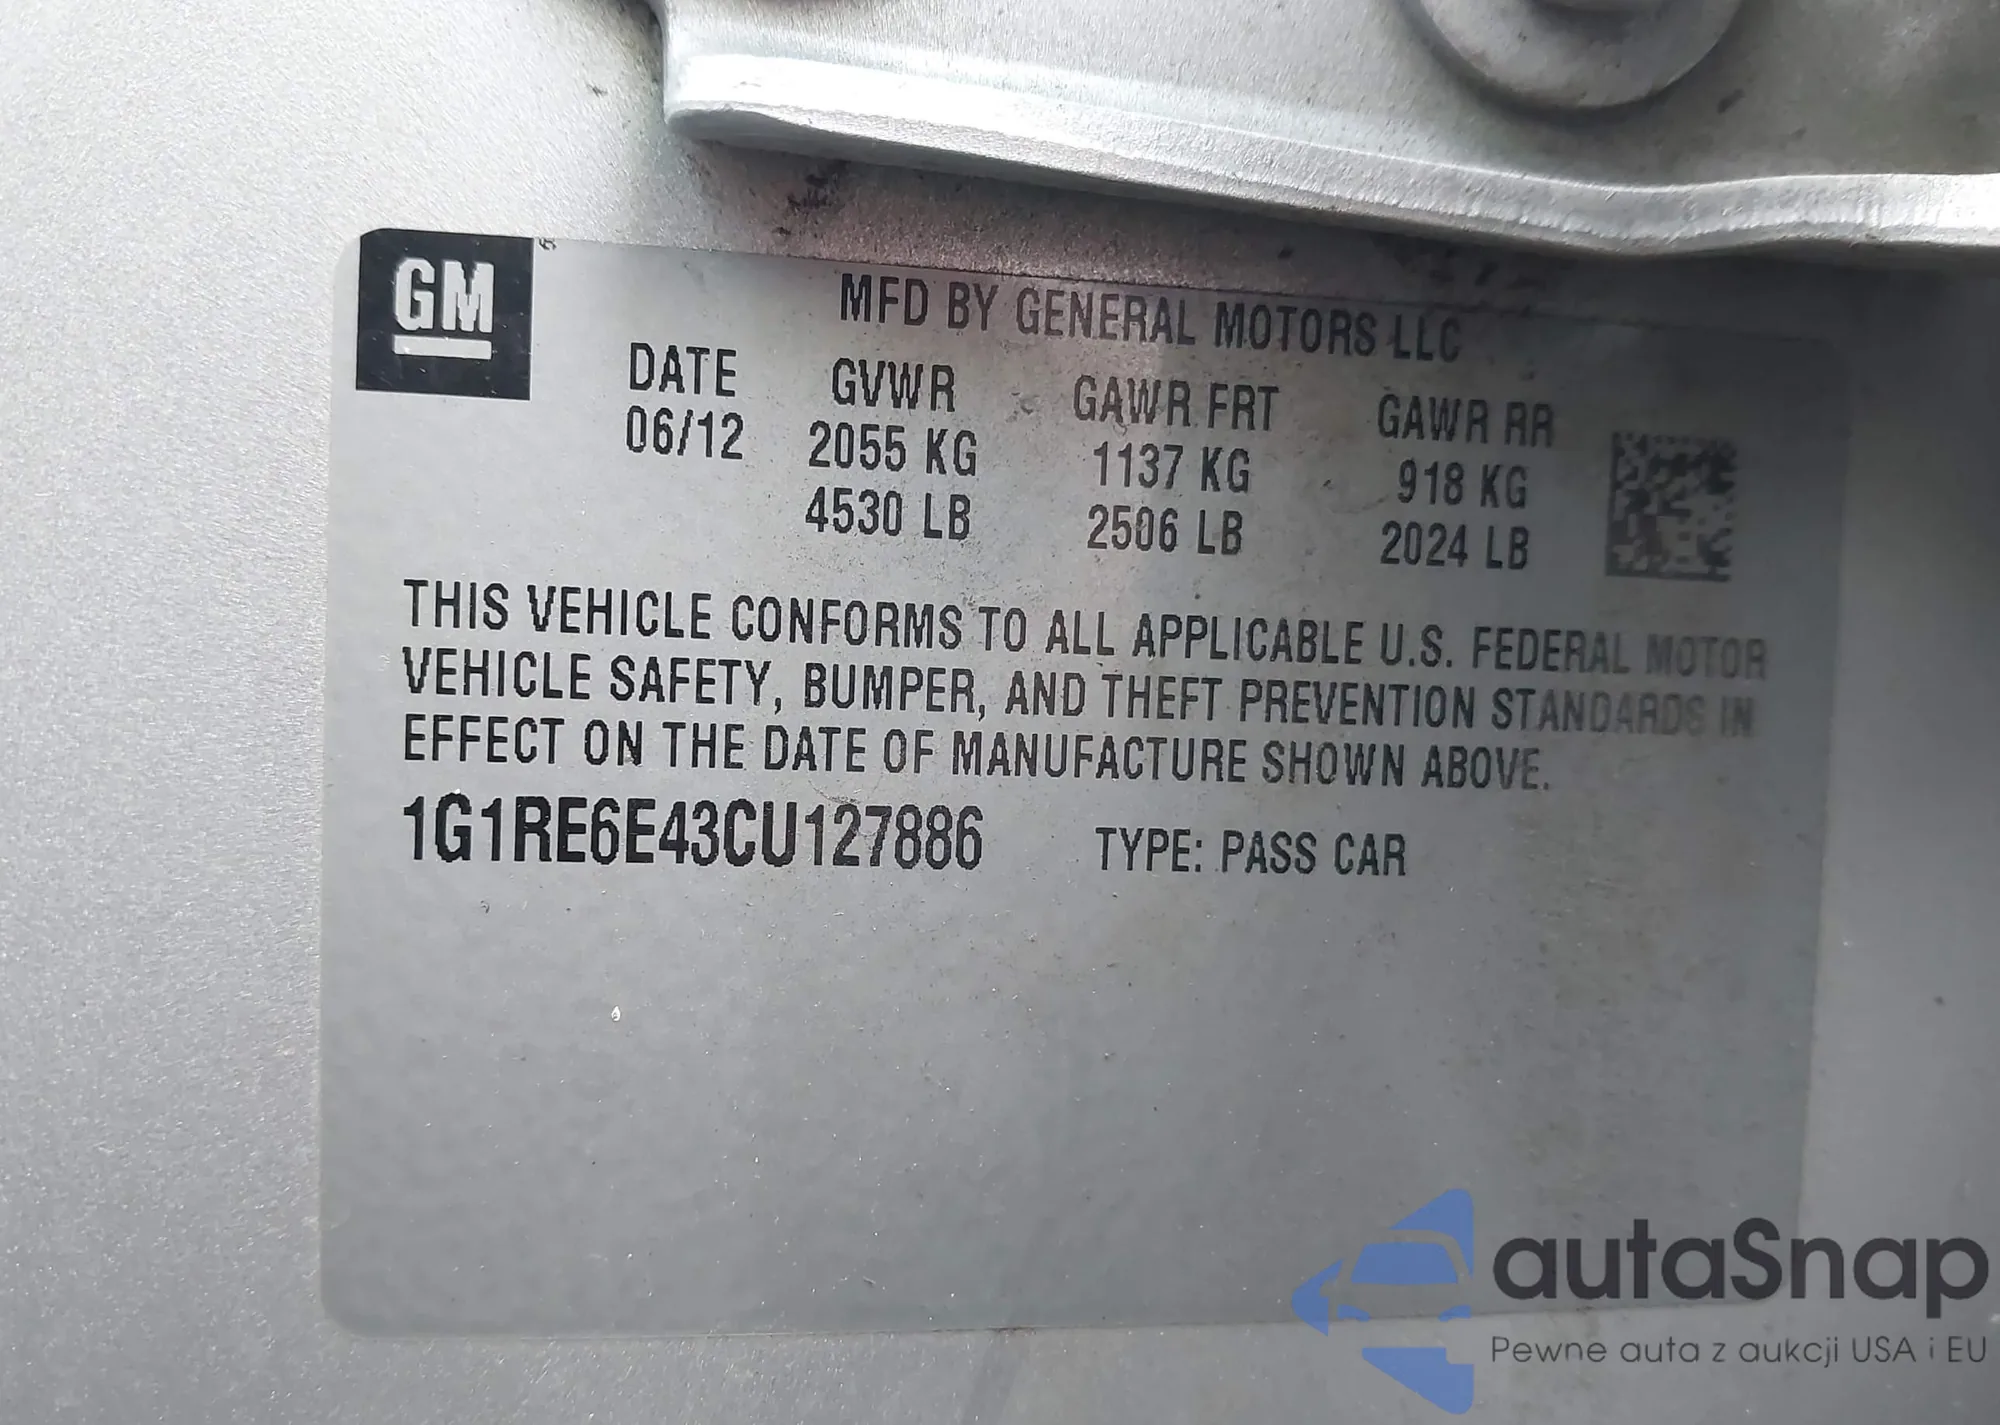 GM
MFD BY GENERAL MOTORS LLC
DATE GVWR GAWR FRT GAWR RR
06/12 2055 KG 1137 KG 918 KG
4530 LB 2506 LB 2024 LB
THIS VEHICLE CONFORMS TO ALL APPLICABLE U.S. FEDERAL MOTOR
VEHICLE SAFETY, BUMPER, AND THEFT PREVENTION STANDARDS IN
EFFECT ON THE DATE OF MANUFACTURE SHOWN ABOVE.
1G1RE6E43CU127886 TYPE: PASS CAR
autaSnap
Pewne auta z aukcji USA i EU